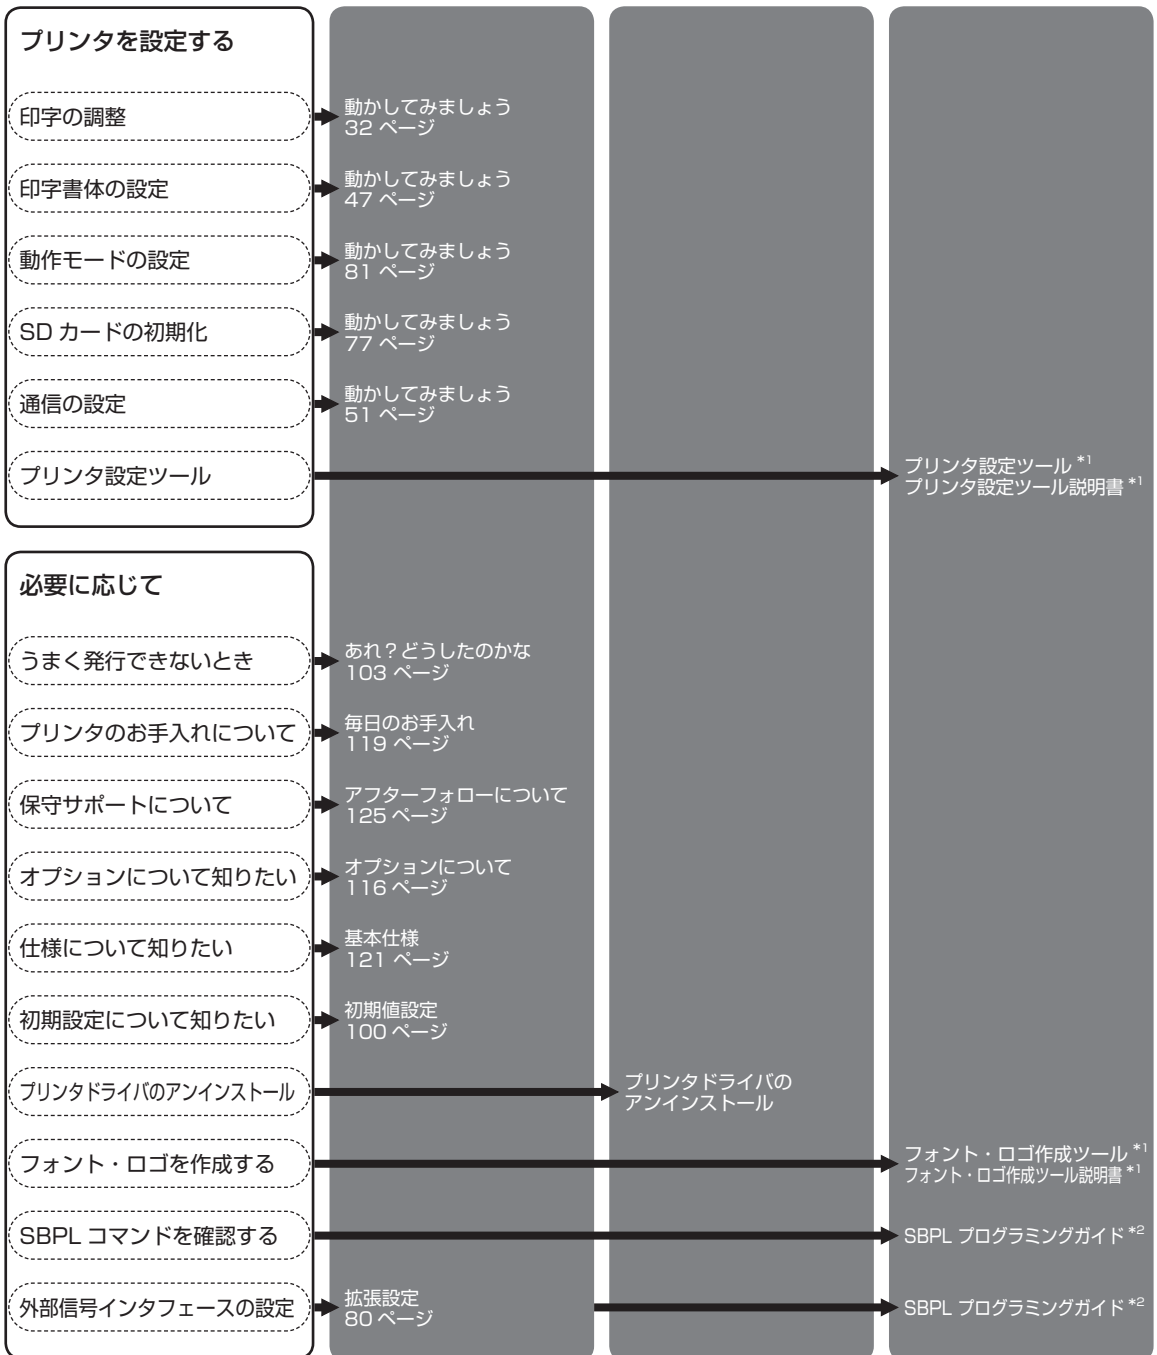 プリンタを設定する
印字の調整
動かしてみましょう
32 ページ
印字書体の設定
動かしてみましょう
47 ページ
動作モードの設定
動かしてみましょう
81 ページ
SD カードの初期化
動かしてみましょう
77 ページ
通信の設定
動かしてみましょう
51 ページ
プリンタ設定ツール
プリンタ設定ツール *1
プリンタ設定ツール説明書 *1
必要に応じて
うまく発行できないとき
あれ？どうしたのかな
103 ページ
プリンタのお手入れについて
毎日のお手入れ
119 ページ
保守サポートについて
アフターフォローについて
125 ページ
オプションについて知りたい
オプションについて
116 ページ
仕様について知りたい
基本仕様
121 ページ
初期設定について知りたい
初期値設定
100 ページ
プリンタドライバのアンインストール
プリンタドライバの
アンインストール
フォント・ロゴを作成する
フォント・ロゴ作成ツール *1
フォント・ロゴ作成ツール説明書 *1
SBPL コマンドを確認する
SBPL プログラミングガイド *2
外部信号インタフェースの設定
拡張設定
80 ページ
SBPL プログラミングガイド *2